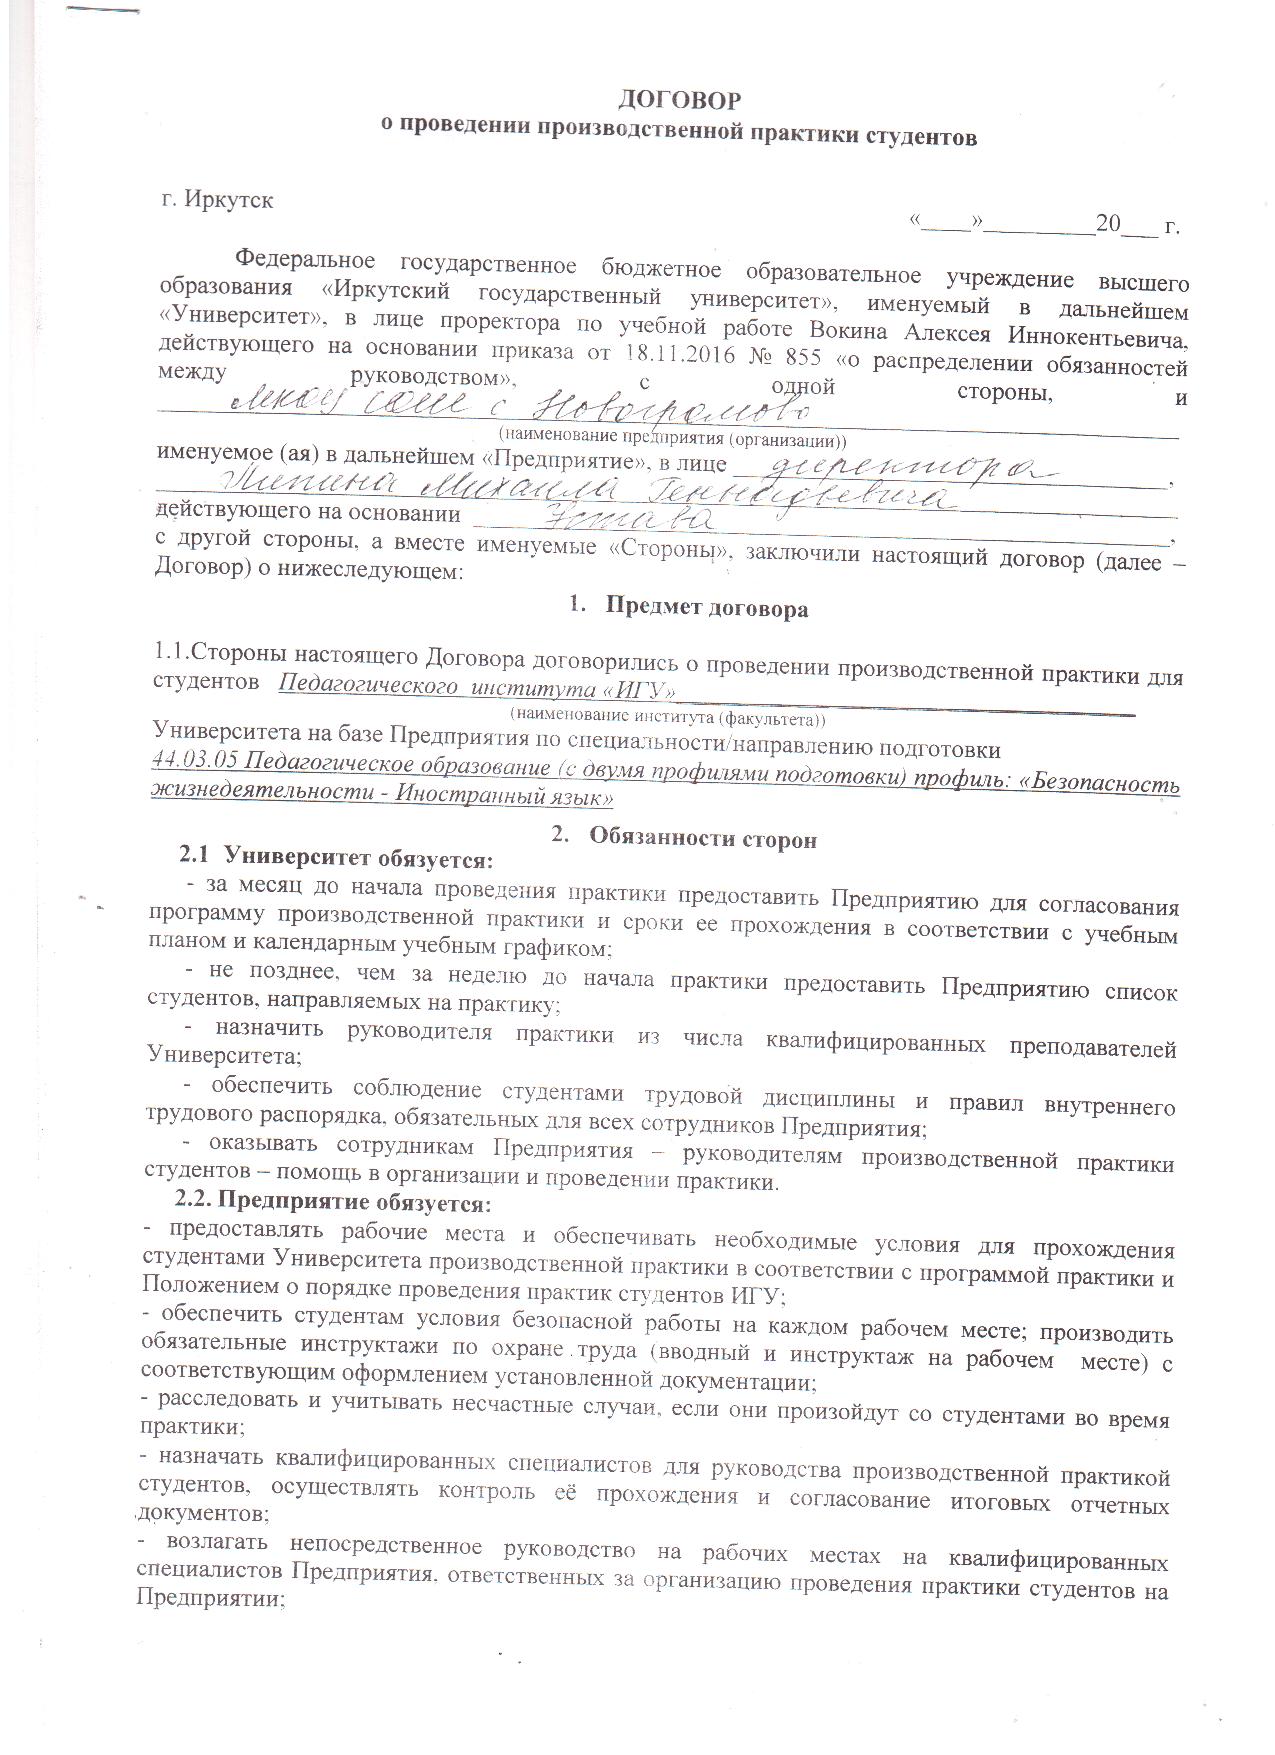 ДОГОВОР
о проведении производственной практики студентов
г. Иркутск
«____»_________20___ г.
Федеральное государственное бюджетное образовательное учреждение высшего
образования «Иркутский государственный университет», именуемый в дальнейшем
«Университет», в лице проректора по учебной работе Вокина Алексея Иннокентьевича,
действующего на основании приказа от 18.11.2016 № 855 «о распределении обязанностей
между руководством», с одной стороны, и
МКОУ СОШ с Новогромово
(наименование предприятия (организации))
именуемое (ая) в дальнейшем «Предприятие», в лице директора,
Михаила Геннадьевича
действующего на основании Устава,
с другой стороны, а вместе именуемые «Стороны», заключили настоящий договор (далее –
Договор) о нижеследующем:
1. Предмет договора
1.1.Стороны настоящего Договора договорились о проведении производственной практики для
студентов Педагогического института «ИГУ»
(наименование института (факультета))
Университета на базе Предприятия по специальности/направлению подготовки
44.03.05 Педагогическое образование (с двумя профилями подготовки) профиль: «Безопасность
жизнедеятельности - Иностранный язык»
2. Обязанности сторон
2.1 Университет обязуется:
- за месяц до начала проведения практики предоставить Предприятию для согласования
программу производственной практики и сроки ее прохождения в соответствии с учебным
планом и календарным учебным графиком;
- не позднее, чем за неделю до начала практики предоставить Предприятию список
студентов, направляемых на практику;
- назначить руководителя практики из числа квалифицированных преподавателей
Университета;
- обеспечить соблюдение студентами трудовой дисциплины и правил внутреннего
трудового распорядка, обязательных для всех сотрудников Предприятия;
- оказывать сотрудникам Предприятия – руководителям производственной практики
студентов – помощь в организации и проведении практики.
2.2. Предприятие обязуется:
- предоставлять рабочие места и обеспечивать необходимые условия для прохождения
студентами Университета производственной практики в соответствии с программой практики и
Положением о порядке проведения практик студентов ИГУ;
- обеспечить студентам условия безопасной работы на каждом рабочем месте; производить
обязательные инструктажи по охране труда (вводный и инструктаж на рабочем месте) с
соответствующим оформлением установленной документации;
- расследовать и учитывать несчастные случаи, если они произойдут со студентами во время
практики;
- назначать квалифицированных специалистов для руководства производственной практикой
студентов, осуществлять контроль её прохождения и согласование итоговых отчетных
документов;
- возлагать непосредственное руководство на рабочих местах на квалифицированных
специалистов Предприятия, ответственных за организацию проведения практики студентов на
Предприятии;